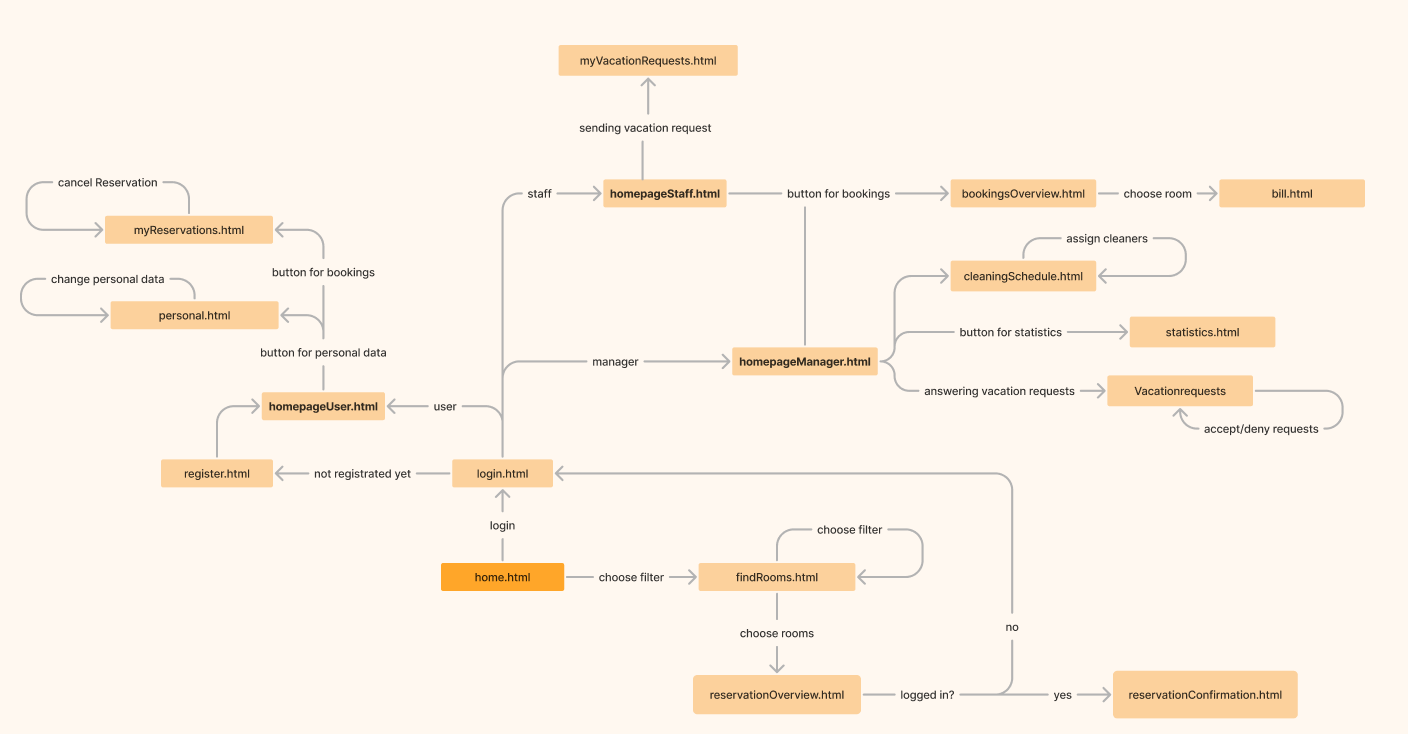 myVacationRequests.html
sending vacation request
cancel Reservation
staff
homepageStaff.html
button for bookings
bookingsOverview.html
choose room
bill.html
myReservations.html
assign cleaners
button for bookings
cleaningSchedule.html
change personal data
personal.html
button for statistics
statistics.html
button for personal data
manager
homepageManager.html
answering vacation requests
Vacationrequests
homepageUser.html
user
accept/deny requests
register.html
not registrated yet
login.html
login
choose filter
home.html
choose filter
findRooms.html
choose rooms
no
reservationOverview.html
logged in?
yes
reservationConfirmation.html